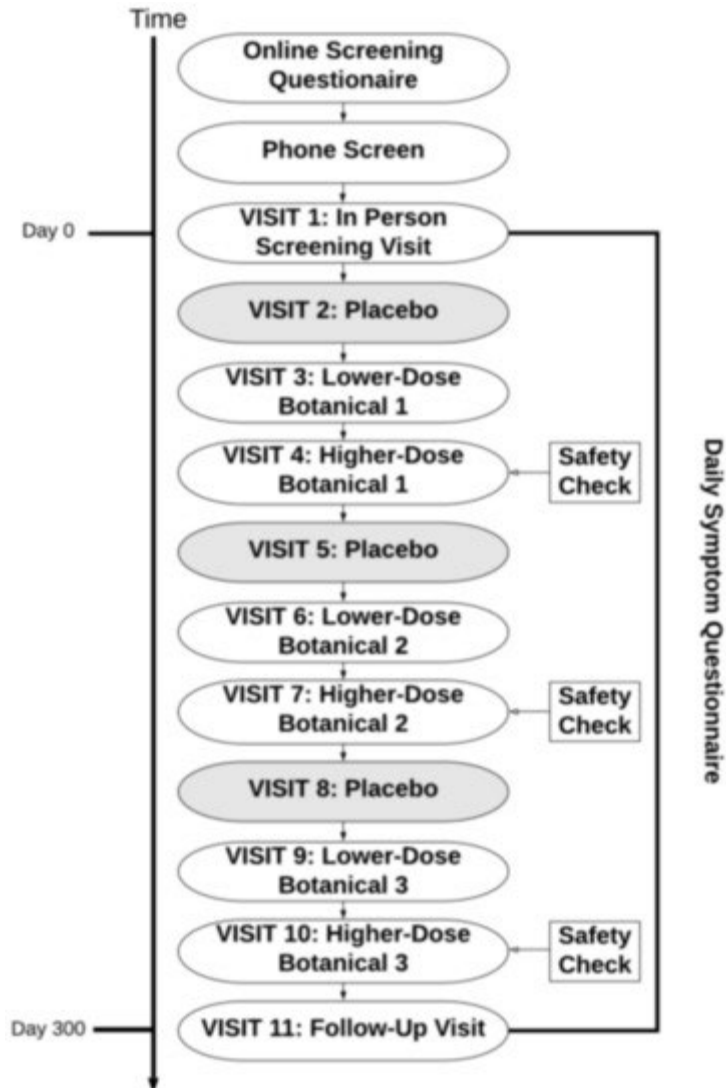 Time
Online Screening
Questionaire
Phone Screen
Day 0
VISIT 1: In Person
Screening Visit
VISIT 2: Placebo
VISIT 3: Lower-Dose
Botanical 1
VISIT 4: Higher-Dose
Botanical 1
Safety
Check
VISIT 5: Placebo
VISIT 6: Lower-Dose
Botanical 2
VISIT 7: Higher-Dose
Botanical 2
Safety
Check
VISIT 8: Placebo
VISIT 9: Lower-Dose
Botanical 3
VISIT 10: Higher-Dose
Botanical 3
Safety
Check
Day 300
VISIT 11: Follow-Up Visit
Daily Symptom Questionnaire